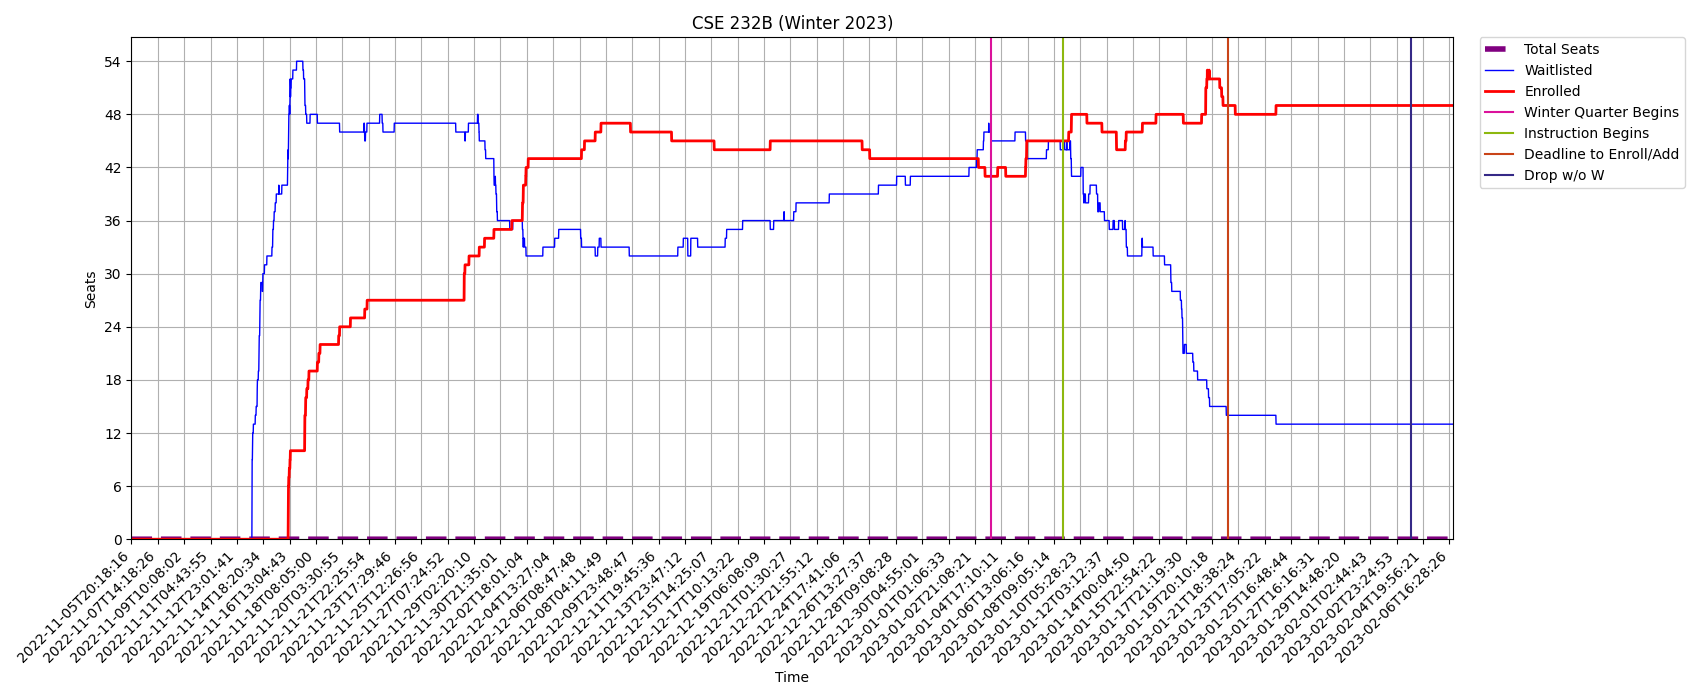 CSE 232B (Winter 2023)
Total Seats
Waitlisted
Enrolled
Winter Quarter Begins
Instruction Begins
Deadline to Enroll/Add
Drop w/o W
Seats
54
48
42
36
30
24
18
12
6
0
2022-11-05T20:18:16
2022-11-07T14:18:26
2022-11-09T10:08:02
2022-11-11T04:43:55
2022-11-12T23:01:41
2022-11-14T18:20:34
2022-11-16T13:04:43
2022-11-18T08:05:00
2022-11-20T03:30:55
2022-11-21T22:25:54
2022-11-23T17:29:46
2022-11-25T12:26:56
2022-11-27T07:24:52
2022-11-29T02:20:10
2022-11-30T21:35:01
2022-12-02T18:01:04
2022-12-04T13:27:04
2022-12-06T08:47:48
2022-12-08T04:11:49
2022-12-09T23:48:47
2022-12-11T19:45:36
2022-12-13T23:47:12
2022-12-15T14:25:07
2022-12-17T10:13:22
2022-12-19T06:08:09
2022-12-21T01:30:27
2022-12-22T21:55:12
2022-12-24T17:41:06
2022-12-26T13:27:37
2022-12-28T09:08:28
2022-12-30T04:55:01
2023-01-01T01:06:33
2023-01-02T21:08:21
2023-01-04T17:10:11
2023-01-06T13:06:16
2023-01-08T09:05:14
2023-01-10T05:28:23
2023-01-12T03:12:37
2023-01-14T00:04:50
2023-01-15T22:54:22
2023-01-17T21:19:30
2023-01-19T20:10:18
2023-01-21T18:38:24
2023-01-23T17:05:22
2023-01-25T16:48:44
2023-01-27T16:16:31
2023-01-29T14:48:20
2023-02-01T02:44:43
2023-02-02T23:24:53
2023-02-04T19:56:21
2023-02-06T16:28:26
Time